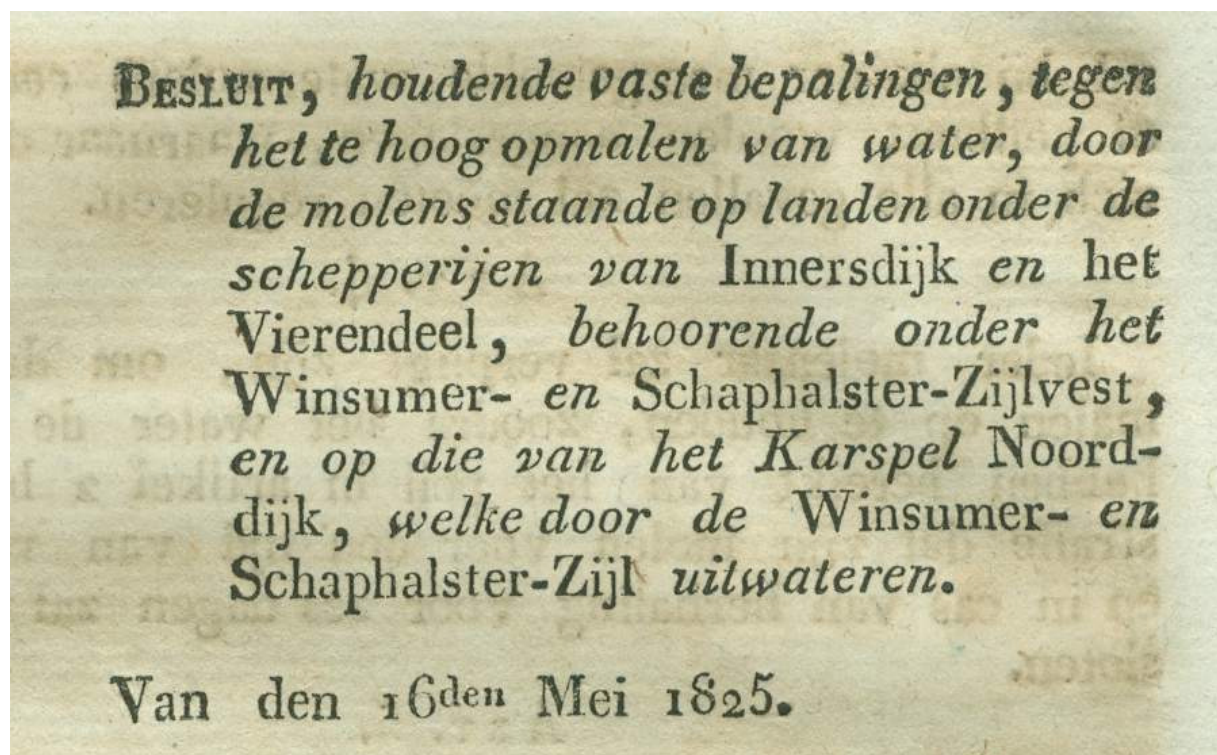 BESLUIT, houdende vaste bepalingen, tegen
het te hoog opmalen van water, door
de molens staande op landen onder de
schepperijen van Innersdijk en het
Vierendeel, behoorende onder het
Winsumer- en Schaphalster-Zijlvest,
en op die van het Karspel Noord-
dijk, welke door de Winsumer- en
Schaphalster-Zijl uitwateren.
Van den 16den Mei 1825.